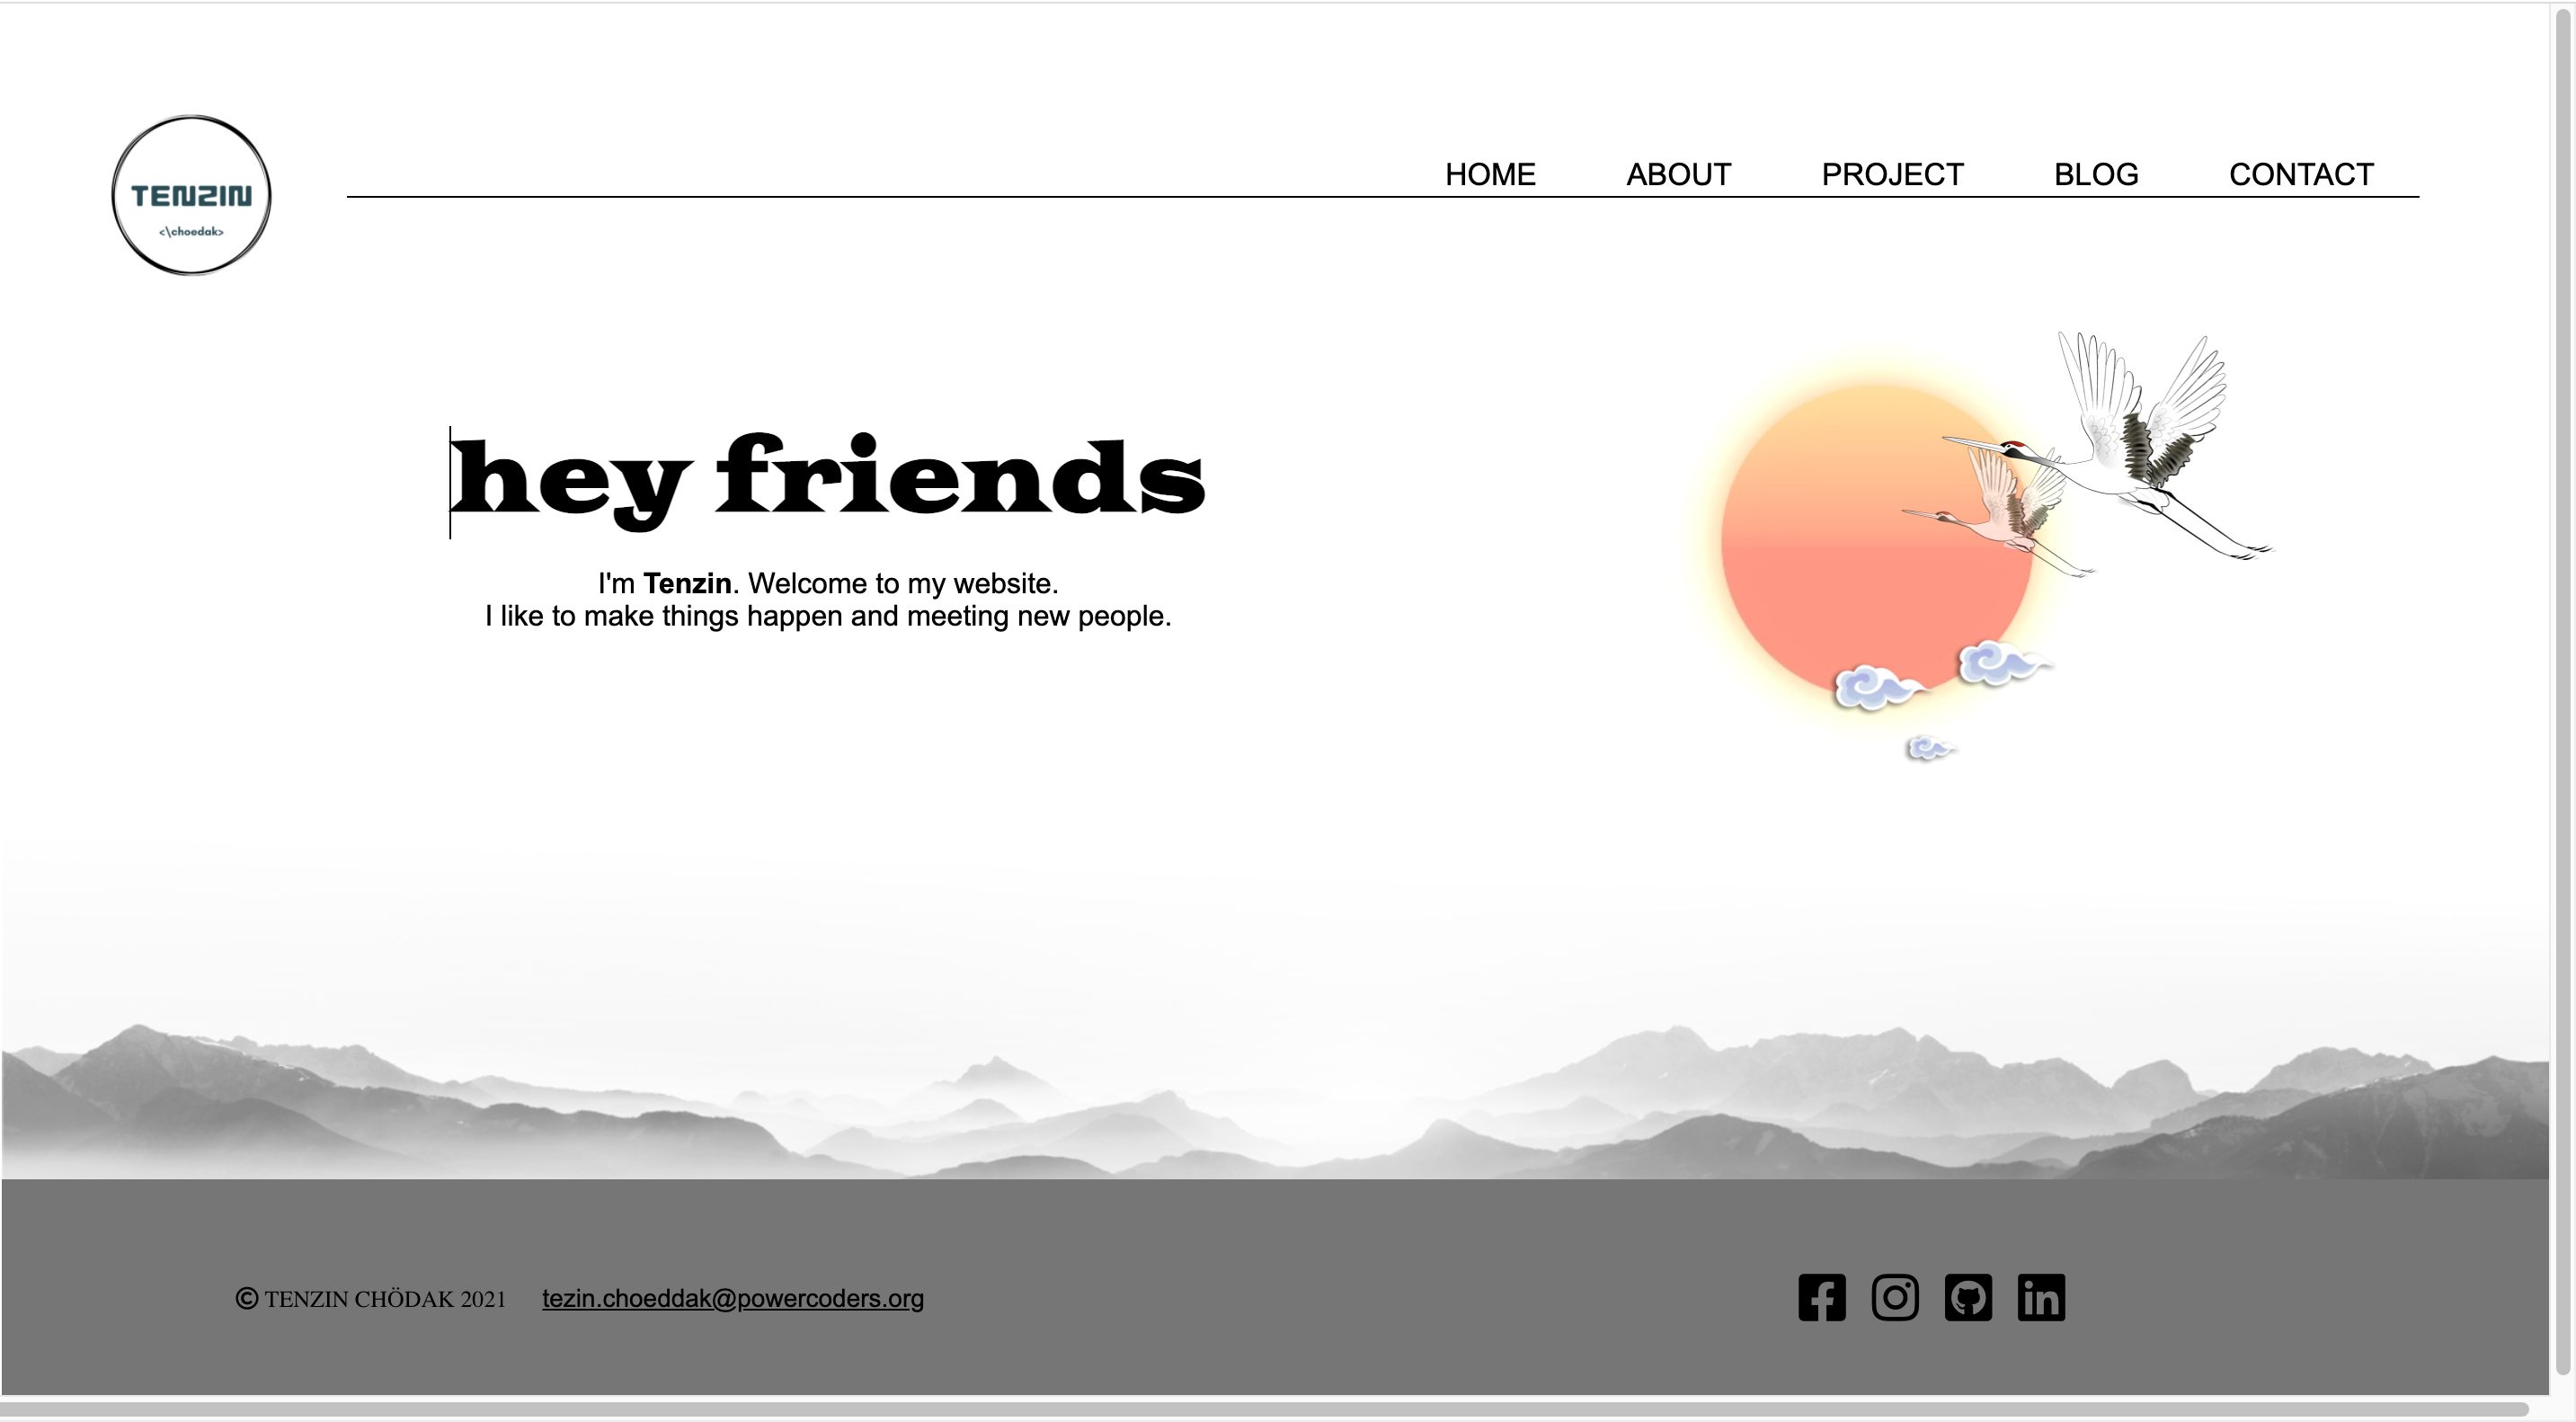 TENZIN
<\choedak>
HOME ABOUT PROJECT BLOG CONTACT
hey friends
I'm Tenzin. Welcome to my website.
I like to make things happen and meeting new people.
© TENZIN CHÖDAK 2021 tezin.choeddak@powercoders.org